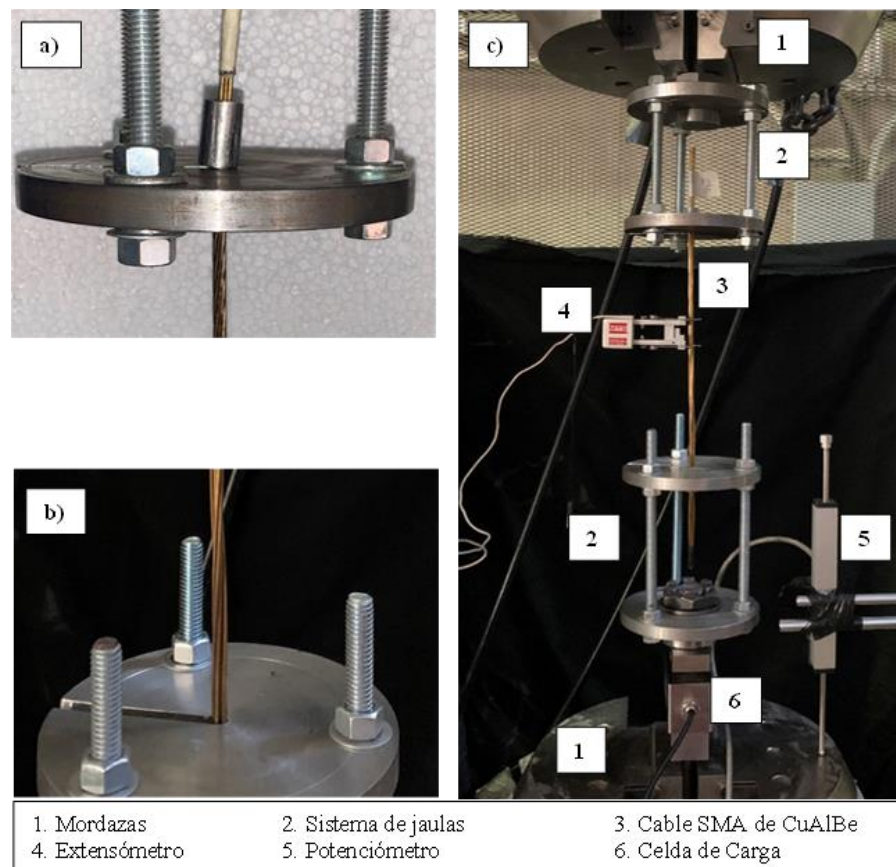 a)
c)
1
2
3
4
b)
2
5
6
1
1. Mordazas 2. Sistema de jaulas 3. Cable SMA de CuAlBe
4. Extensómetro 5. Potenciómetro 6. Celda de Carga